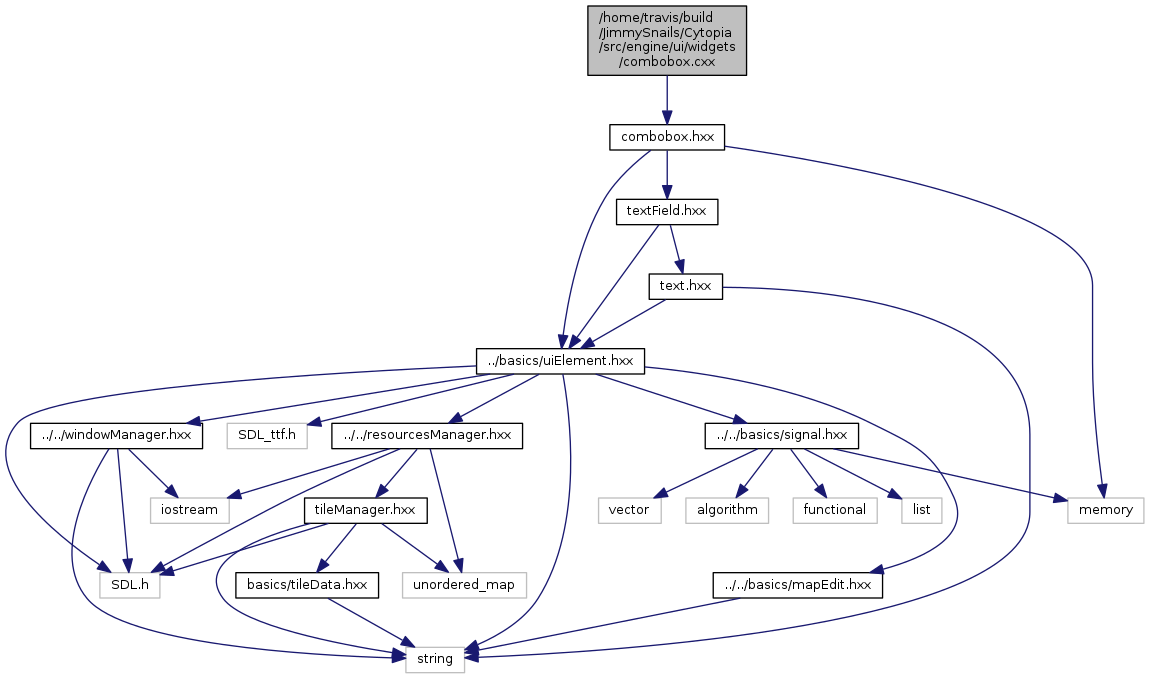 /home/travis/build
/JimmySnails/Cytopia
/src/engine/ui/widgets
/combobox.cxx
combobox.hxx
textField.hxx
text.hxx
../basics/uiElement.hxx
../../windowManager.hxx
SDL_ttf.h
../../resourcesManager.hxx
../../basics/signal.hxx
iostream
tileManager.hxx
vector
algorithm
functional
list
memory
SDL.h
basics/tileData.hxx
unordered_map
../../basics/mapEdit.hxx
string